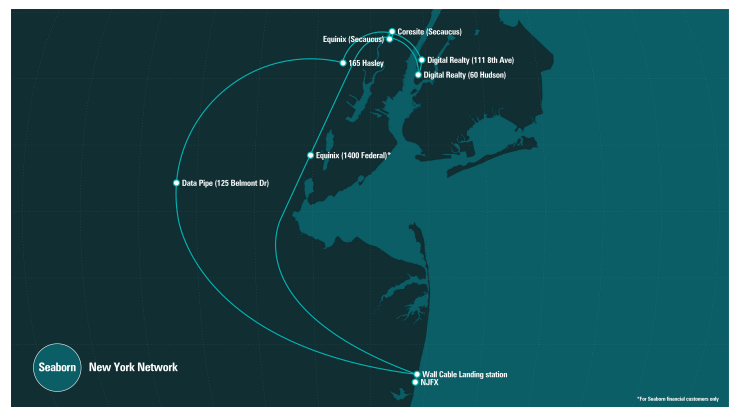 Coresite (Secaucus)
Equinix (Secaucus)
165 Halsey
Digital Realty (111 8th Ave)
Digital Realty (60 Hudson)
Equinix (1400 Federal)*
Data Pipe (125 Belmont Dr)
Seaborn
New York Network
Wall Cable Landing station
NJFX
*For Seaborn financial customers only